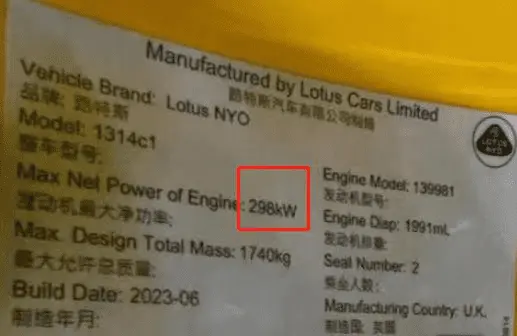 Manufactured by Lotus Cars Limited
路特斯汽车有限公司制造
Vehicle Brand: Lotus NYO
品牌: 路特斯
Model: 1314c1
整车型号:
Max Net Power of Engine: 298kW
发动机最大净功率:
Max. Design Total Mass: 1740kg
最大允许总质量:
Build Date: 2023-06
制造年月:
LOTUS
NYO
Engine Model: 139981
发动机型号:
Engine Disp: 1991mL
发动机排量:
Seat Number: 2
乘坐人数:
Manufacturing Country: U.K.
制造国: 英国